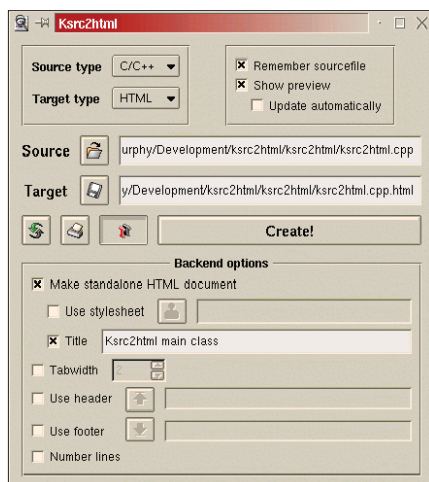 Ksrc2html
Source type C/C++
Target type HTML
Remember sourcefile
Show preview
Update automatically
Source urphy/Development/ksrc2html/ksrc2html/ksrc2html.cpp
Target y/Development/ksrc2html/ksrc2html/ksrc2html.cpp.html
Create!
Backend options
Make standalone HTML document
Use stylesheet
Title Ksrc2html main class
Tabwidth 2
Use header
Use footer
Number lines